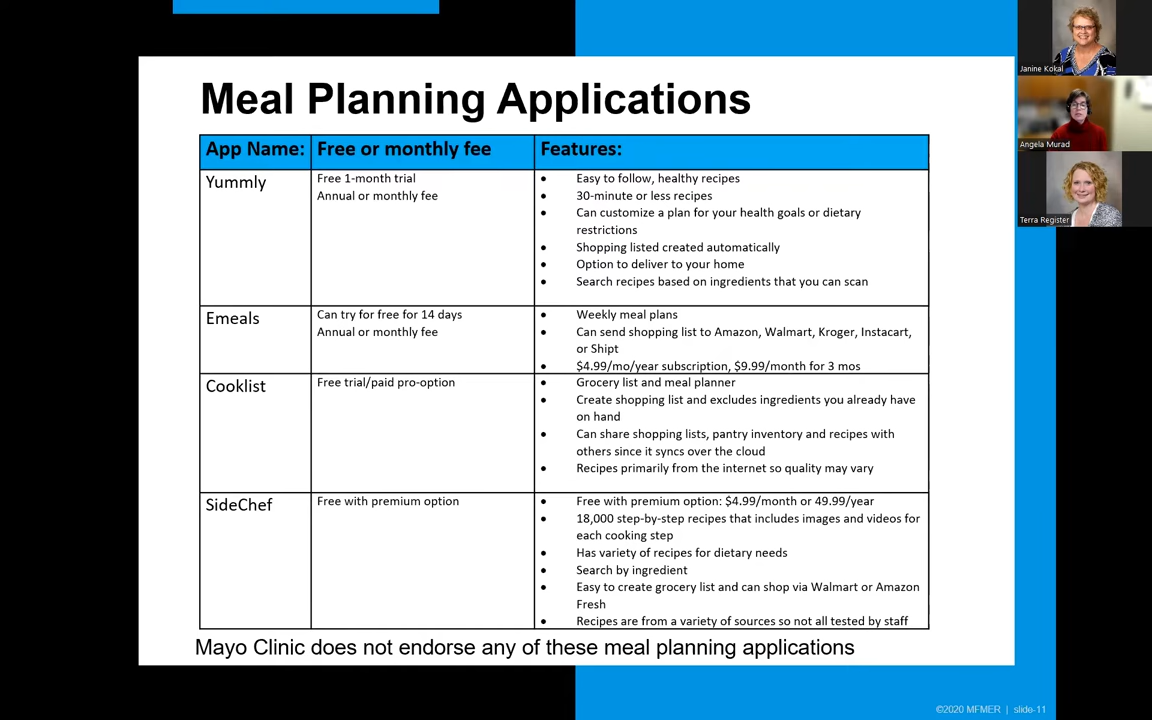 Meal Planning Applications
App Name:
Free or monthly fee
Features:
Yummly
Free 1-month trial
Annual or monthly fee
• Easy to follow, healthy recipes
• 30-minute or less recipes
• Can customize a plan for your health goals or dietary
restrictions
• Shopping listed created automatically
• Option to deliver to your home
• Search recipes based on ingredients that you can scan
Emeals
Can try for free for 14 days
Annual or monthly fee
• Weekly meal plans
• Can send shopping list to Amazon, Walmart, Kroger, Instacart,
or Shipt
• $4.99/mo/year subscription, $9.99/month for 3 mos
Cooklist
Free trial/paid pro-option
• Grocery list and meal planner
• Create shopping list and excludes ingredients you already have
on hand
• Can share shopping lists, pantry inventory and recipes with
others since it syncs over the cloud
• Recipes primarily from the internet so quality may vary
SideChef
Free with premium option
• Free with premium option: $4.99/month or 49.99/year
• 18,000 step-by-step recipes that includes images and videos for
each cooking step
• Has variety of recipes for dietary needs
• Search by ingredient
• Easy to create grocery list and can shop via Walmart or Amazon
Fresh
• Recipes are from a variety of sources so not all tested by staff
Mayo Clinic does not endorse any of these meal planning applications
©2020 MFMER | slide-11
Janine Kokal
Angela Murad
Terra Register